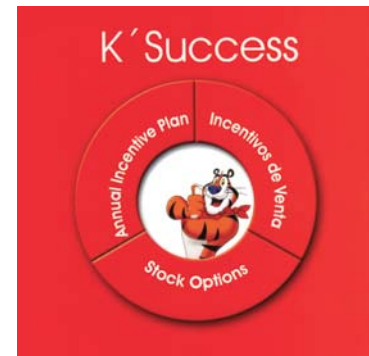 K´Success
Annual Incentive Plan
Incentivos de Venta
Stock Options